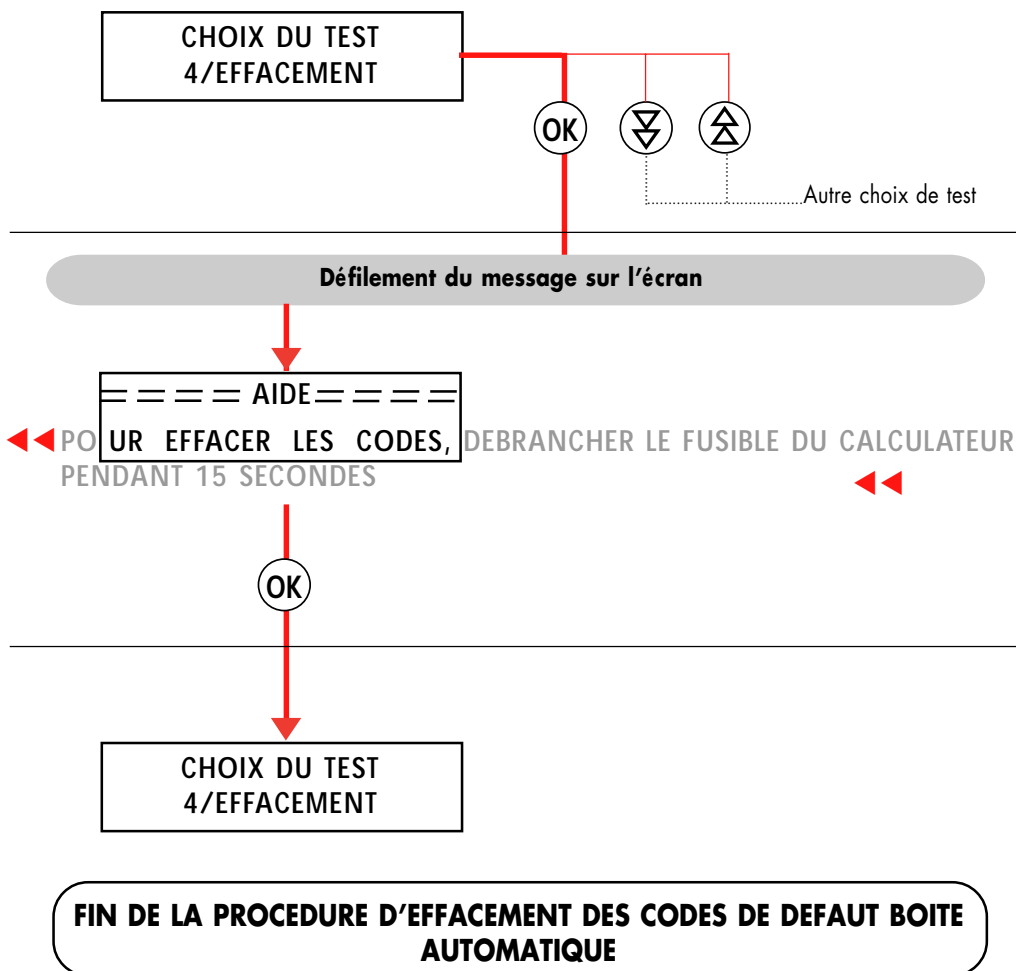 CHOIX DU TEST
4/EFFACEMENT
OK
Autre choix de test
Défilement du message sur l'écran
==== AIDE ====
POUR EFFACER LES CODES, DEBRANCHER LE FUSIBLE DU CALCULATEUR
PENDANT 15 SECONDES
OK
CHOIX DU TEST
4/EFFACEMENT
FIN DE LA PROCEDURE D'EFFACEMENT DES CODES DE DEFAUT BOITE
AUTOMATIQUE